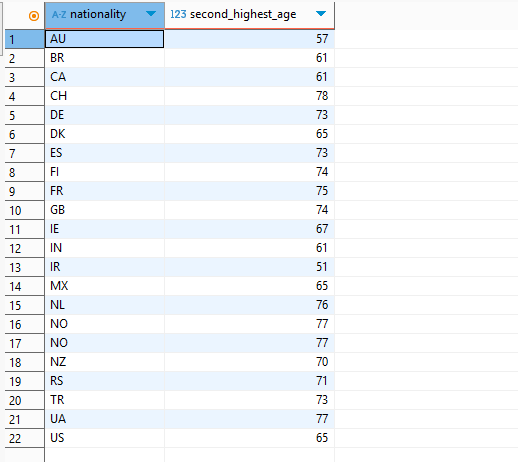 A-Z nationality 123 second_highest_age
1 AU 57
2 BR 61
3 CA 61
4 CH 78
5 DE 73
6 DK 65
7 ES 73
8 FI 74
9 FR 75
10 GB 74
11 IE 67
12 IN 61
13 IR 51
14 MX 65
15 NL 76
16 NO 77
17 NO 77
18 NZ 70
19 RS 71
20 TR 73
21 UA 77
22 US 65